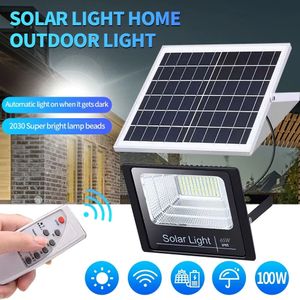 SOLAR LIGHT HOME
OUTDOOR LIGHT
Automatic light on when it gets dark
2030 Super bright lamp beads
Solar Light
100W